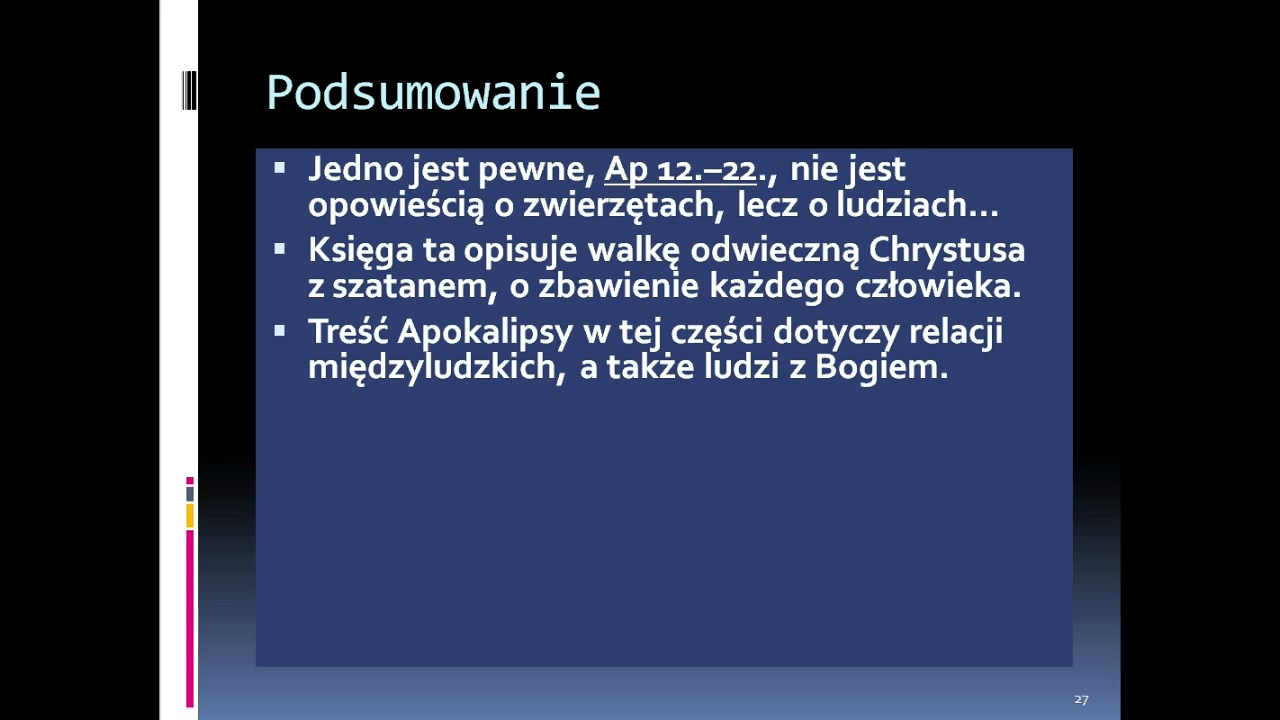 Podsumowanie
Jedno jest pewne, Ap 12.–22., nie jest
opowieścią o zwierzętach, lecz o ludziach...
Księga ta opisuje walkę odwieczną Chrystusa
z szatanem, o zbawienie każdego człowieka.
Treść Apokalipsy w tej części dotyczy relacji
międzyludzkich, a także ludzi z Bogiem.
27